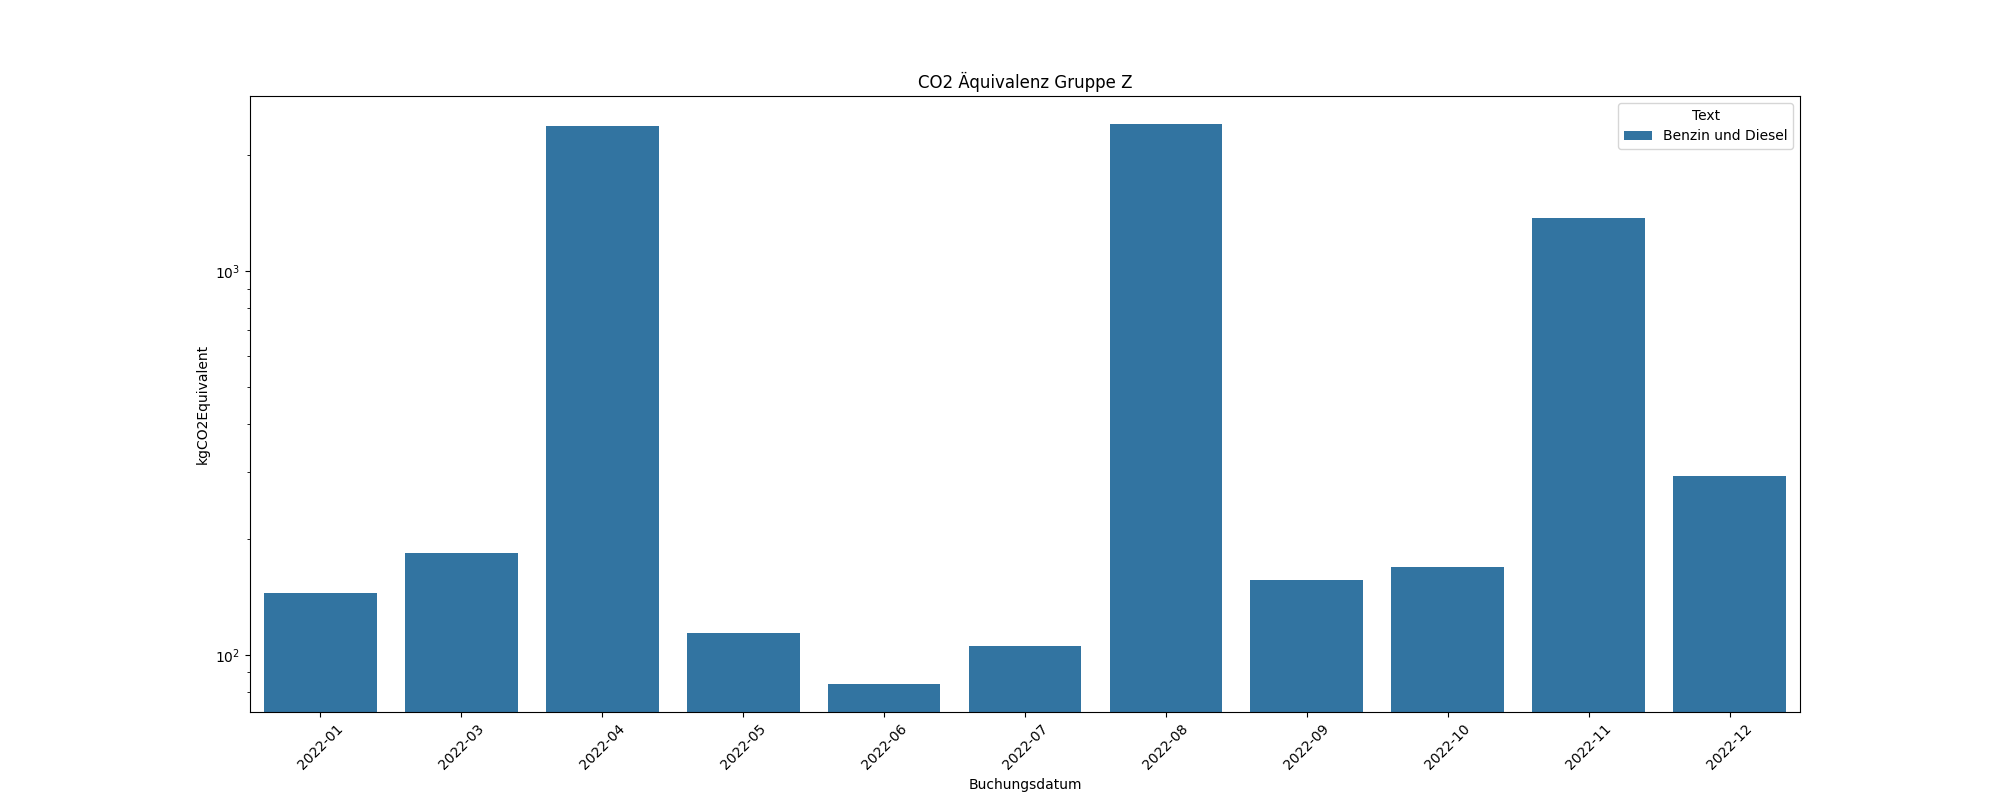 CO2 Äquivalenz Gruppe Z
Text
Benzin und Diesel
10³
10²
kgCO2Equivalent
2022-01
2022-03
2022-04
2022-05
2022-06
2022-07
2022-08
2022-09
2022-10
2022-11
2022-12
Buchungsdatum